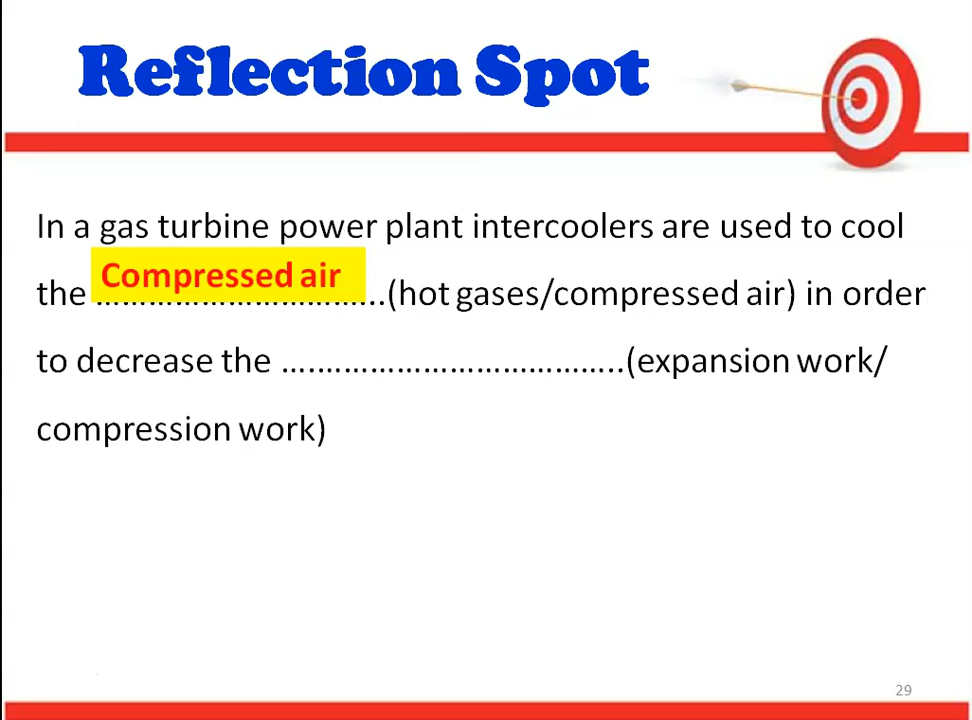 Reflection Spot
In a gas turbine power plant intercoolers are used to cool
the Compressed air ..............................(hot gases/compressed air) in order
to decrease the .......................................(expansion work/
compression work)
29